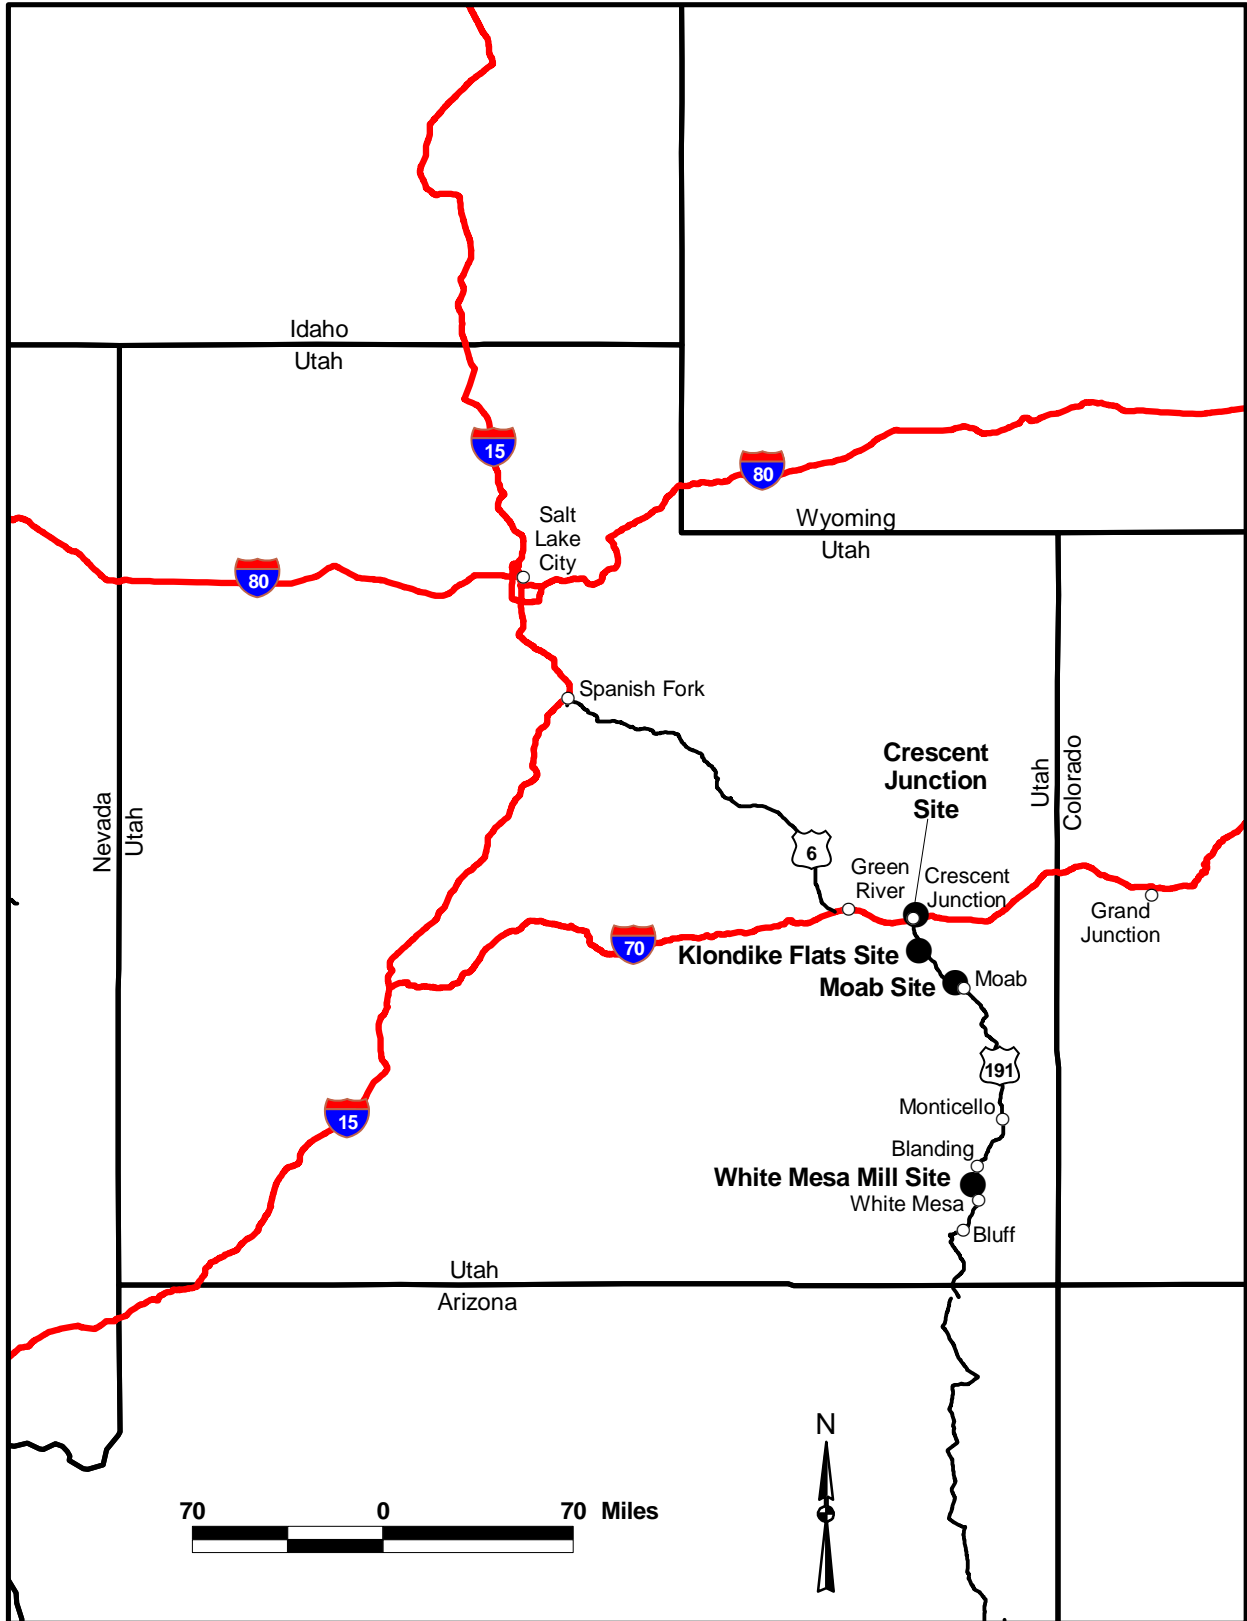 Idaho
Utah
15
80
Wyoming
Utah
Salt
Lake
City
80
Spanish Fork
Crescent
Junction
Site
Utah
Colorado
Nevada
Utah
6
Green
River
Crescent
Junction
Grand
Junction
70
Klondike Flats Site
Moab Site
Moab
191
15
Monticello
Blanding
White Mesa Mill Site
White Mesa
Bluff
Utah
Arizona
N
70 0 70 Miles